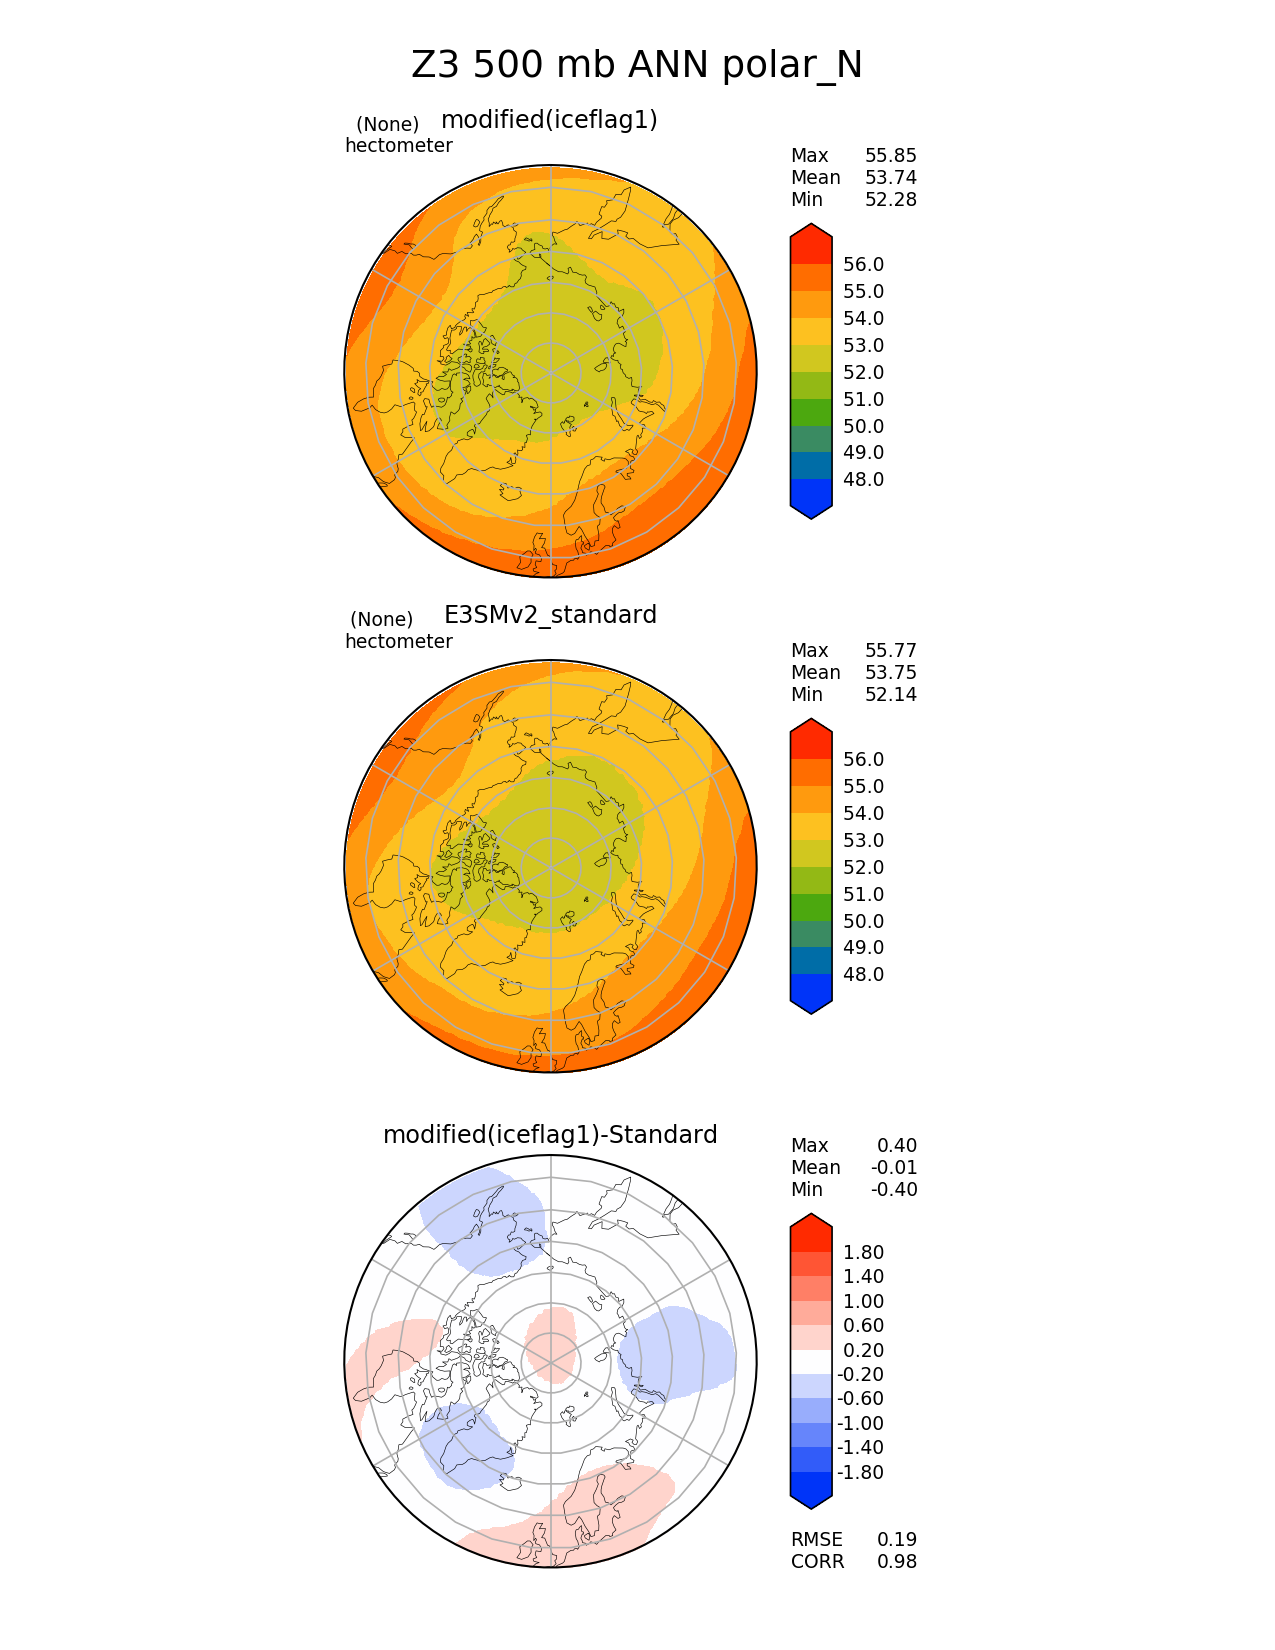 Z3 500 mb ANN polar_N
(None)
modified(iceflag1)
hectometer
Max 55.85
Mean 53.74
Min 52.28
56.0
55.0
54.0
53.0
52.0
51.0
50.0
49.0
48.0
(None)
E3SMv2_standard
hectometer
Max 55.77
Mean 53.75
Min 52.14
56.0
55.0
54.0
53.0
52.0
51.0
50.0
49.0
48.0
modified(iceflag1)-Standard
Max 0.40
Mean -0.01
Min -0.40
1.80
1.40
1.00
0.60
0.20
-0.20
-0.60
-1.00
-1.40
-1.80
RMSE 0.19
CORR 0.98